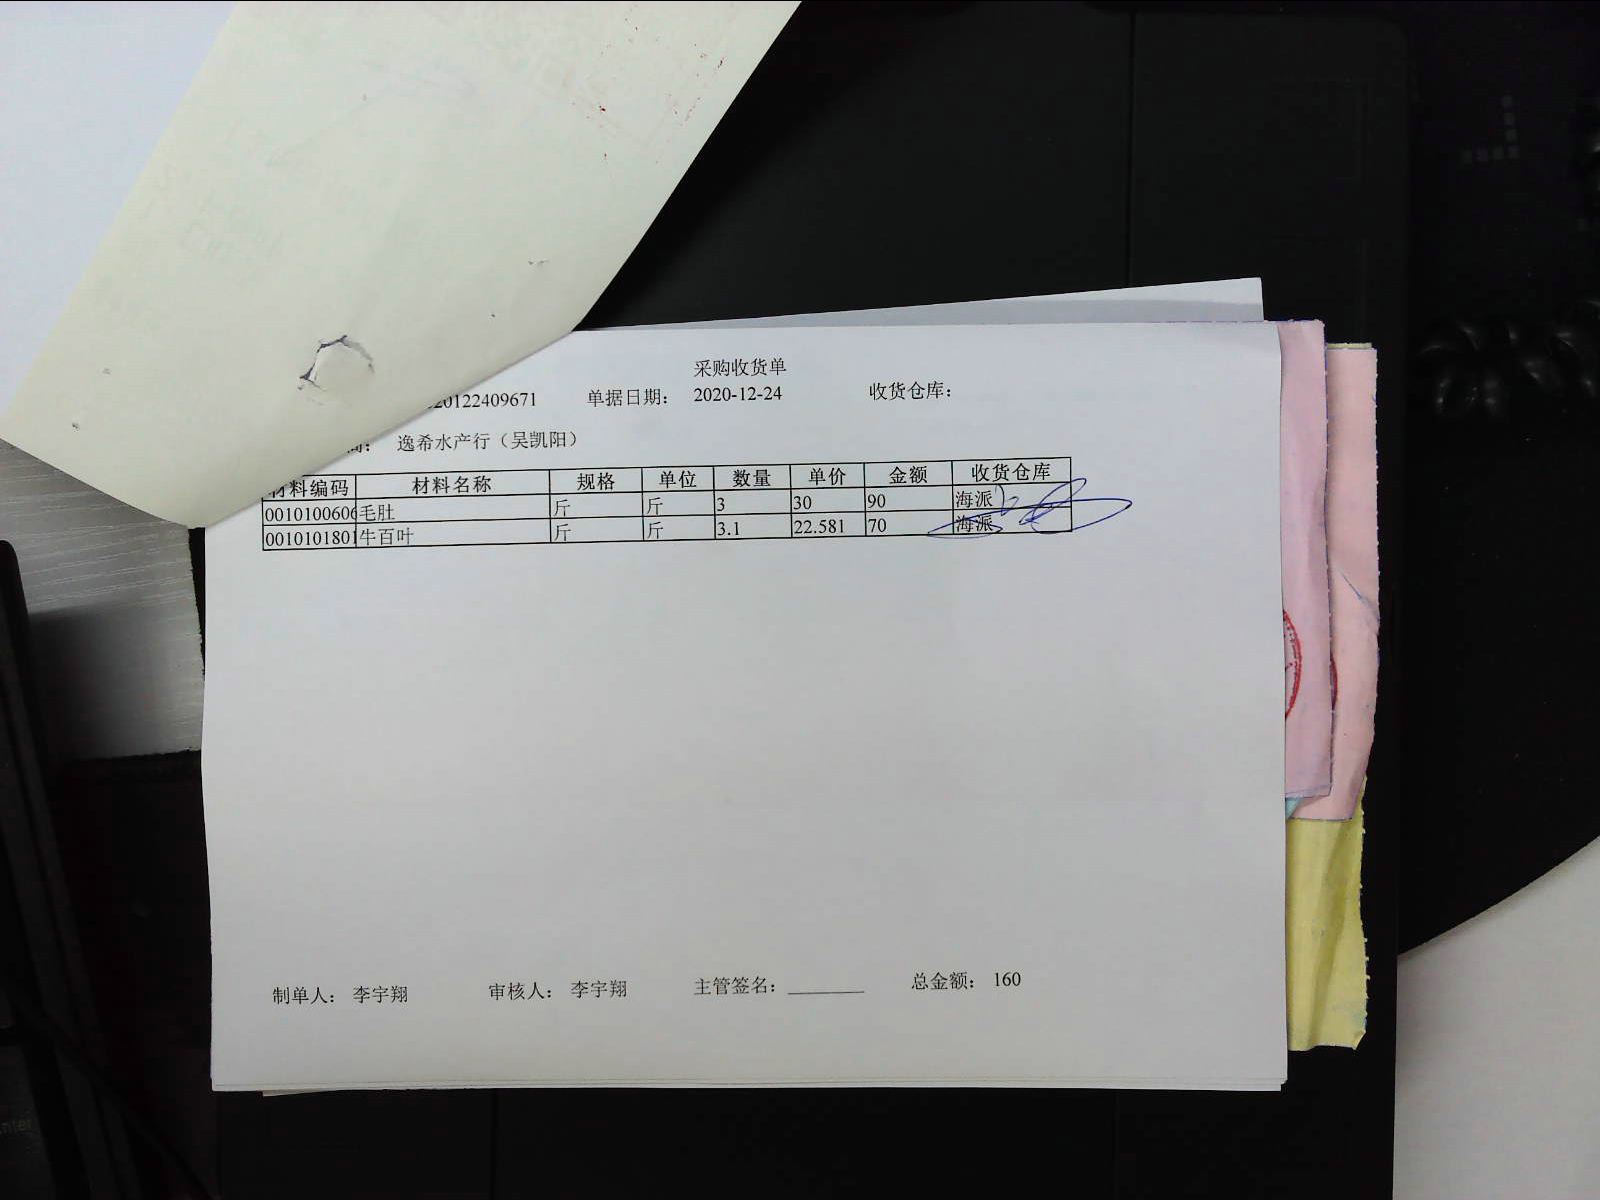 采购收货单
20122409671 单据日期: 2020-12-24 收货仓库:
逸希水产行（吴凯阳）
材料编码 材料名称 规格 单位 数量 单价 金额 收货仓库
0010100606 毛肚 斤 斤 3 30 90 海派
0010101801 牛百叶 斤 斤 3.1 22.581 70 海派
制单人: 李宇翔 审核人: 李宇翔 主管签名: ________ 总金额: 160